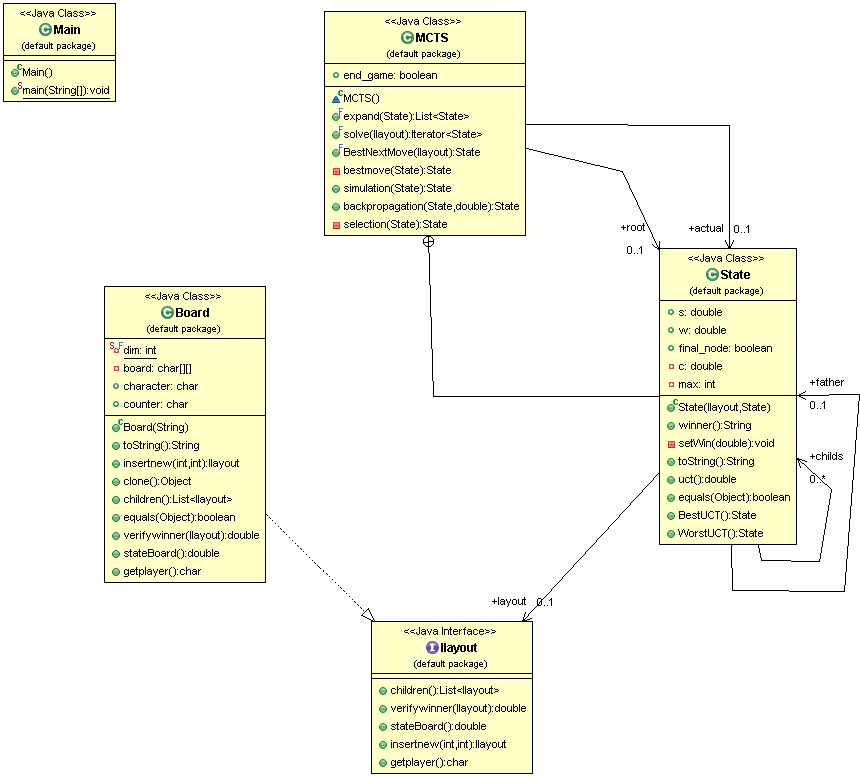 <<Java Class>>
Main
(default package)
Main()
main(String[]):void
<<Java Class>>
MCTS
(default package)
end_game: boolean
MCTS()
expand(State):List<State>
solve(Ilayout):Iterator<State>
BestNextMove(Ilayout):State
bestmove(State):State
simulation(State):State
backpropagation(State,double):State
selection(State):State
+root
0..1
+actual
0..1
<<Java Class>>
State
(default package)
s: double
w: double
final_node: boolean
c: double
max: int
State(Ilayout,State)
winner():String
setWin(double):void
toString():String
uct():double
equals(Object):boolean
BestUCT():State
WorstUCT():State
+father
0..1
+childs
0..*
<<Java Class>>
Board
(default package)
dim: int
board: char[][]
character: char
counter: char
Board(String)
toString():String
insertnew(int,int):Ilayout
clone():Object
children():List<Ilayout>
equals(Object):boolean
verifywinner(Ilayout):double
stateBoard():double
getplayer():char
+layout
0..1
<<Java Interface>>
Ilayout
(default package)
children():List<Ilayout>
verifywinner(Ilayout):double
stateBoard():double
insertnew(int,int):Ilayout
getplayer():char